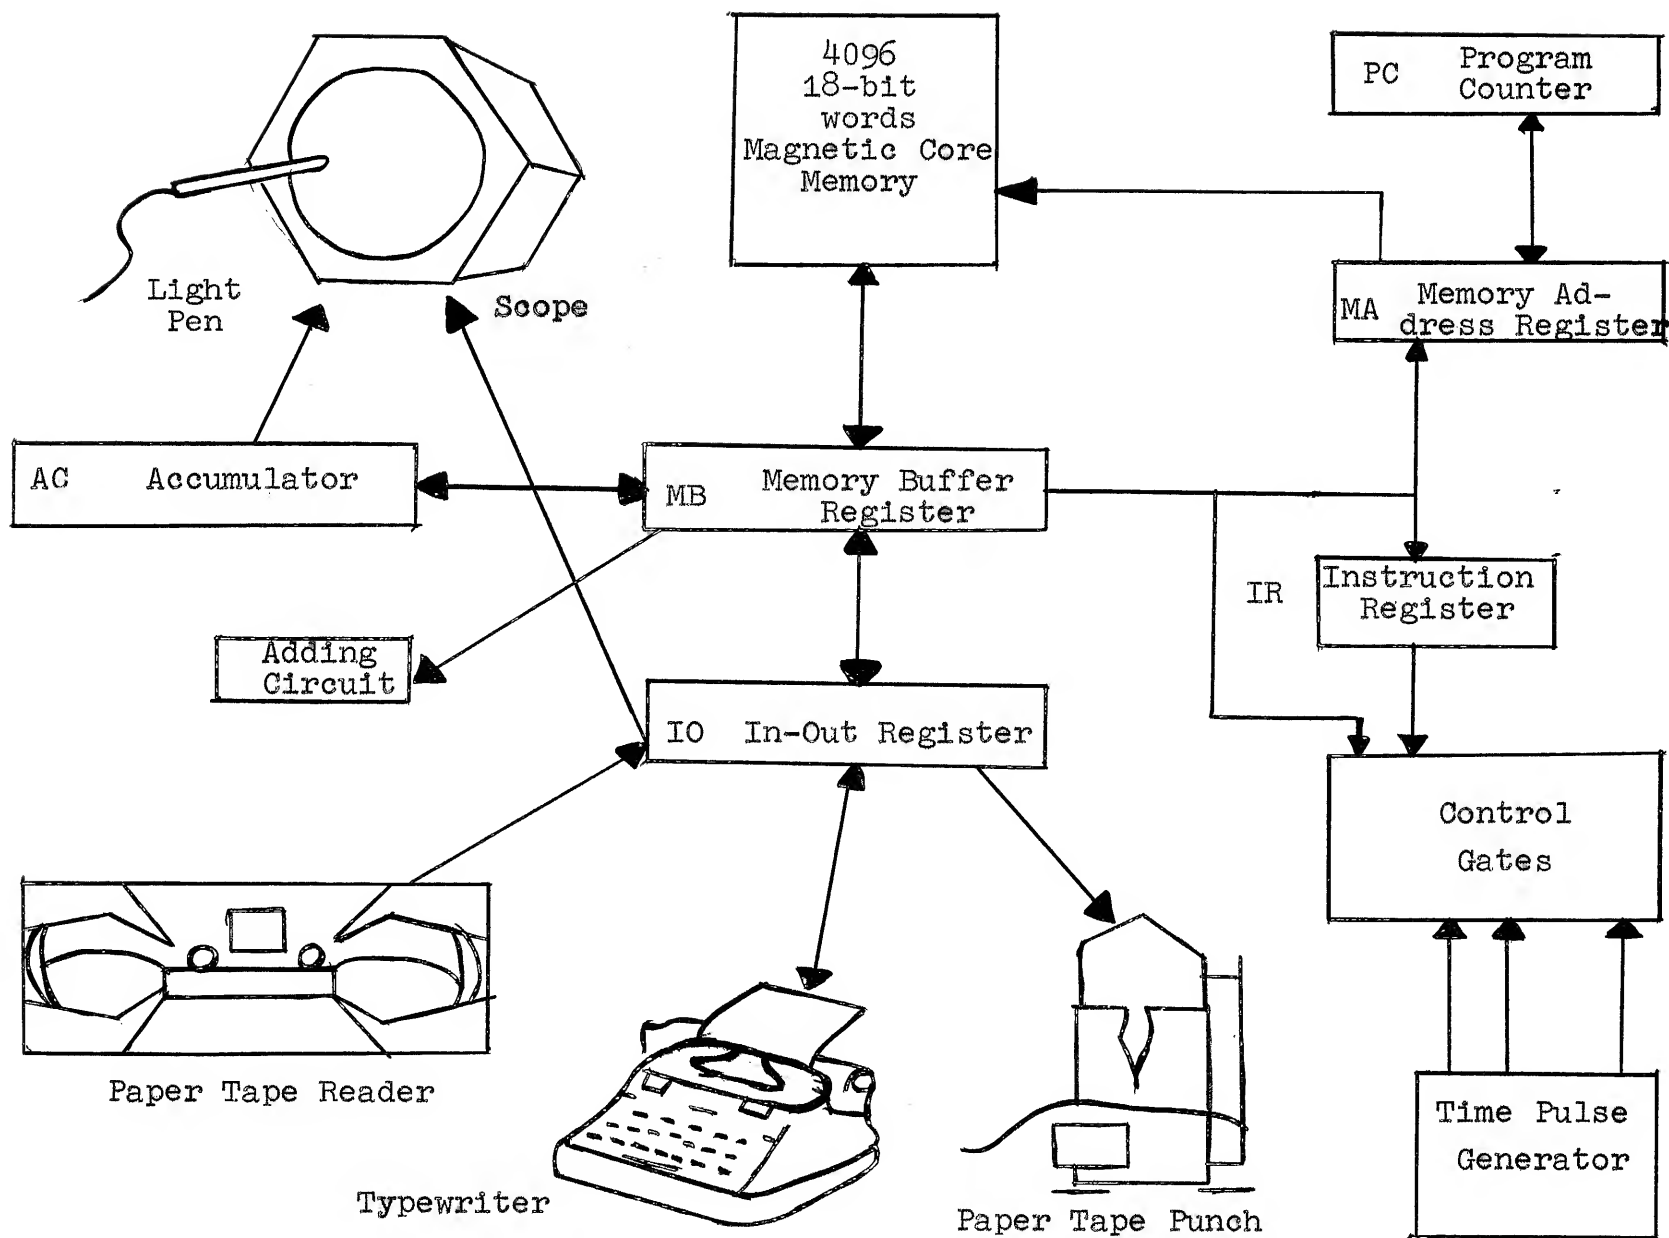 4096
18-bit
words
Magnetic Core
Memory
PC
Program
Counter
Light
Pen
Scope
MA
Memory Ad-
dress Register
AC
Accumulator
MB
Memory Buffer
Register
IR
Instruction
Register
Adding
Circuit
IO
In-Out Register
Control
Gates
Paper Tape Reader
Typewriter
Paper Tape Punch
Time Pulse
Generator